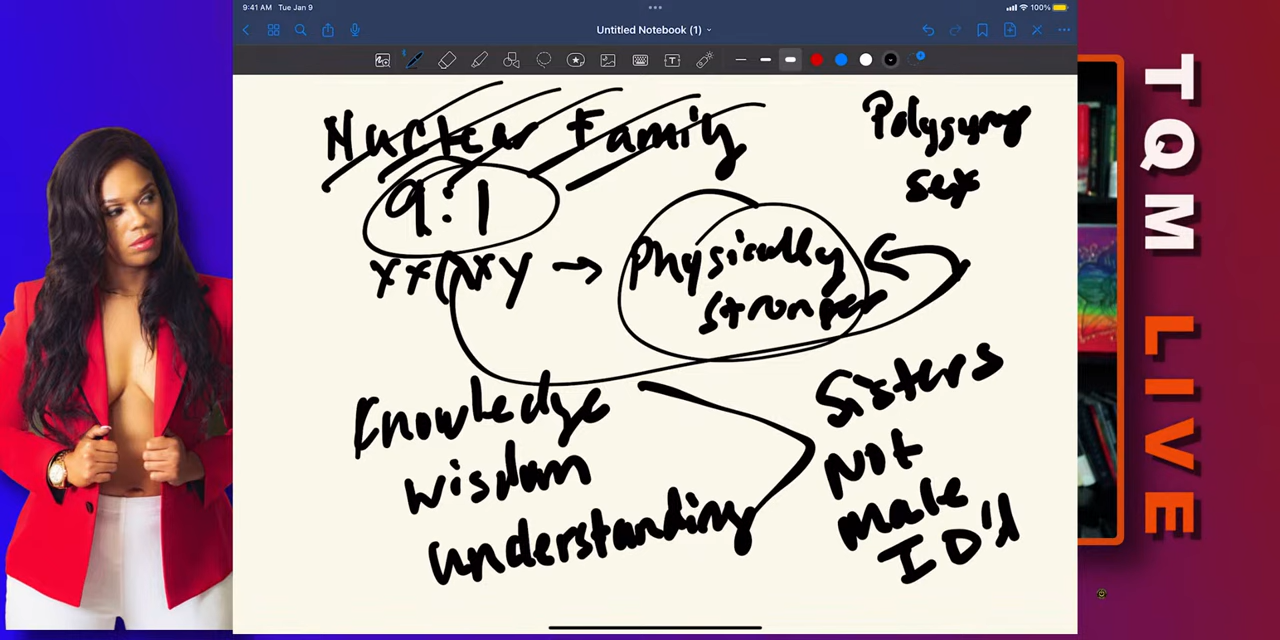 9:41 AM Tue Jan 9
100%
Untitled Notebook (1)
Nuclear Family
Polygyny
sex
9:1
xx xy → Physically
stronger
Knowledge
wisdom
understanding
Sisters
Not
male
ID'd
TQM LIVE